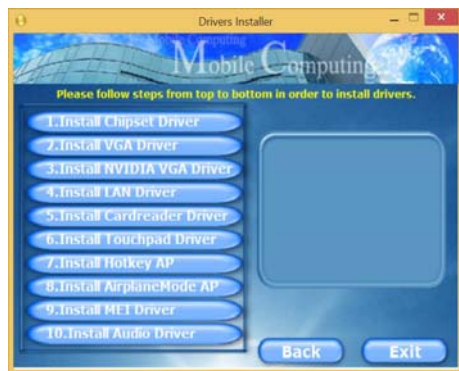 Drivers Installer
Mobile Computing
Mobile Computing
Please follow steps from top to bottom in order to install drivers.
1.Install Chipset Driver
2.Install VGA Driver
3.Install NVIDIA VGA Driver
4.Install LAN Driver
5.Install Cardreader Driver
6.Install Touchpad Driver
7.Install Hotkey AP
8.Install AirplaneMode AP
9.Install MEI Driver
10.Install Audio Driver
Back
Exit